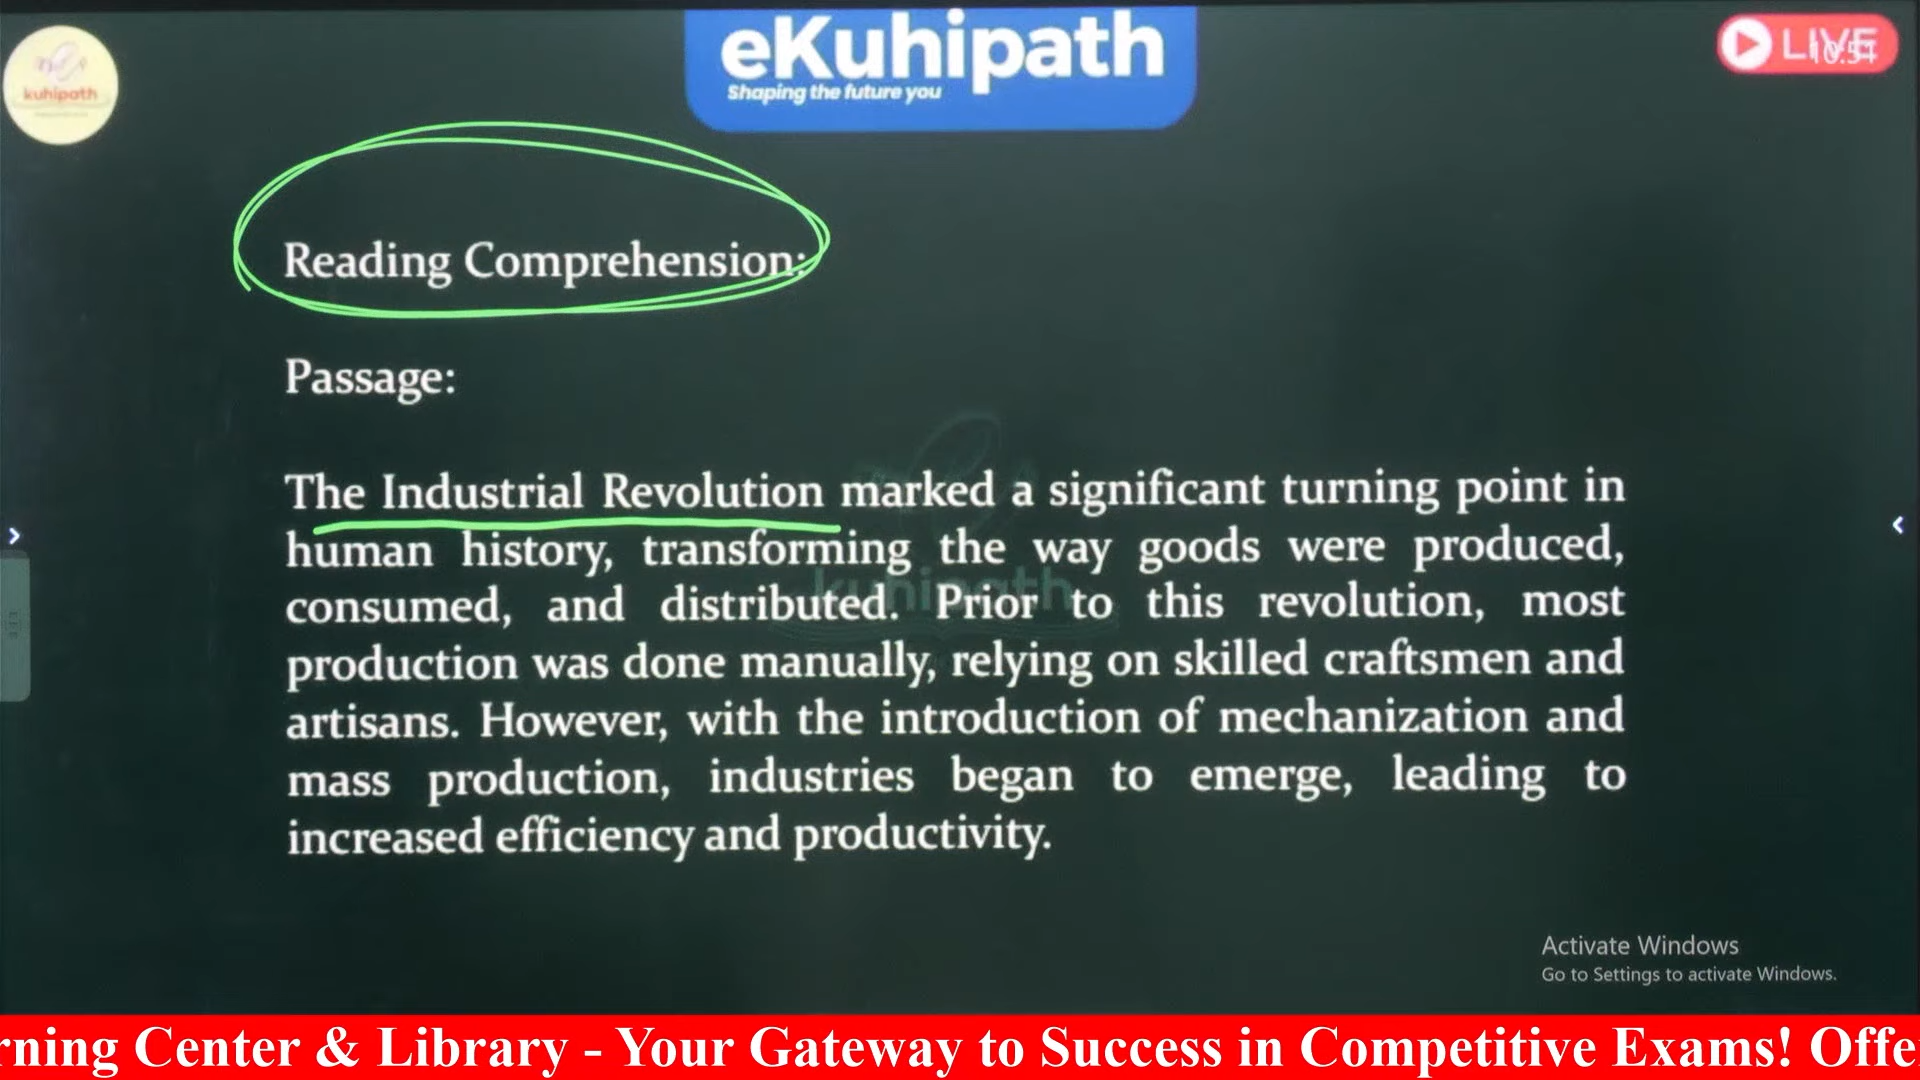 eKuhipath
Shaping the future you
LIVE
10:51
kuhipath
Reading Comprehension:
Passage:
The Industrial Revolution marked a significant turning point in
human history, transforming the way goods were produced,
consumed, and distributed. Prior to this revolution, most
production was done manually, relying on skilled craftsmen and
artisans. However, with the introduction of mechanization and
mass production, industries began to emerge, leading to
increased efficiency and productivity.
kuhipath
Activate Windows
Go to Settings to activate Windows.
rning Center & Library - Your Gateway to Success in Competitive Exams! Offe